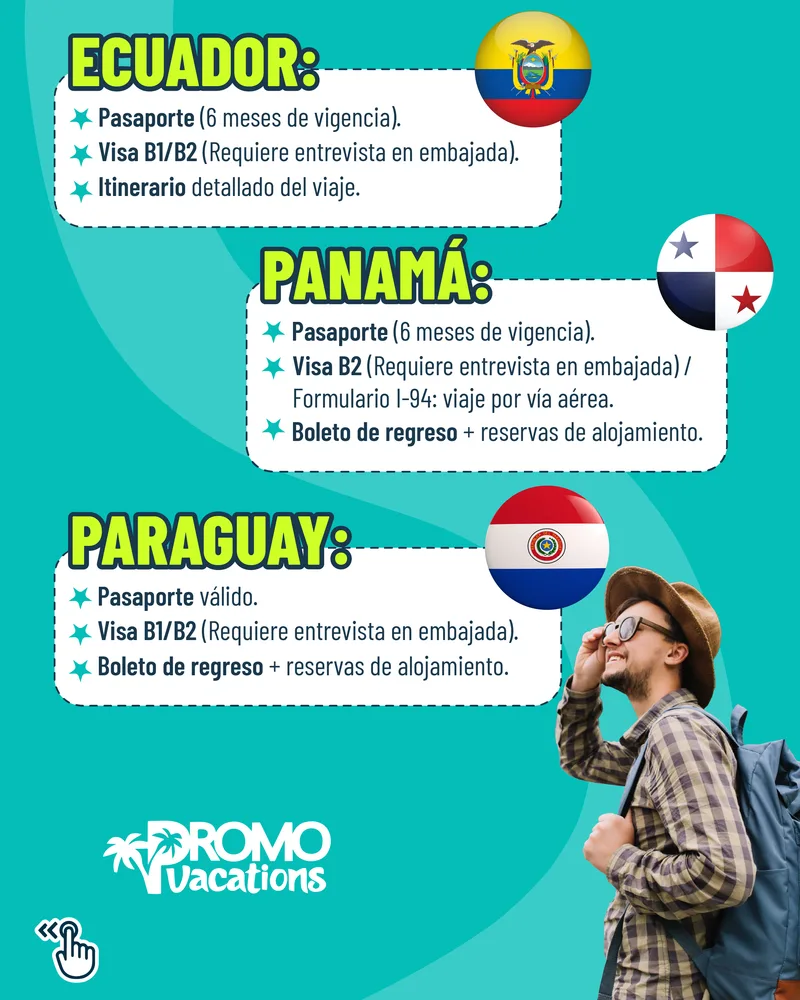 ECUADOR:
Pasaporte (6 meses de vigencia).
Visa B1/B2 (Requiere entrevista en embajada).
Itinerario detallado del viaje.
PANAMÁ:
Pasaporte (6 meses de vigencia).
Visa B2 (Requiere entrevista en embajada) /
Formulario I-94: viaje por vía aérea.
Boleto de regreso + reservas de alojamiento.
PARAGUAY:
Pasaporte válido.
Visa B1/B2 (Requiere entrevista en embajada).
Boleto de regreso + reservas de alojamiento.
PROMO
Vacations